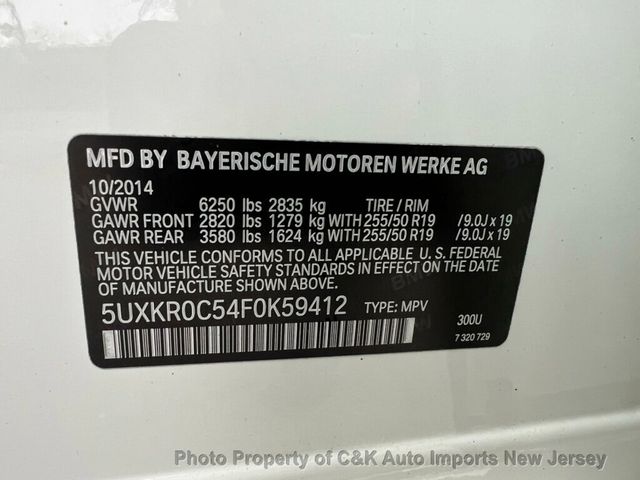 MFD BY BAYERISCHE MOTOREN WERKE AG
10/2014
GVWR 6250 lbs 2835 kg TIRE / RIM
GAWR FRONT 2820 lbs 1279 kg WITH 255/50 R19 /9.0J x 19
GAWR REAR 3580 lbs 1624 kg WITH 255/50 R19 /9.0J x 19
THIS VEHICLE CONFORMS TO ALL APPLICABLE U. S. FEDERAL
MOTOR VEHICLE SAFETY STANDARDS IN EFFECT ON THE DATE
OF MANUFACTURE SHOWN ABOVE.
5UXKR0C54F0K59412 TYPE: MPV 300U
7 320 729
Photo Property of C&K Auto Imports New Jersey